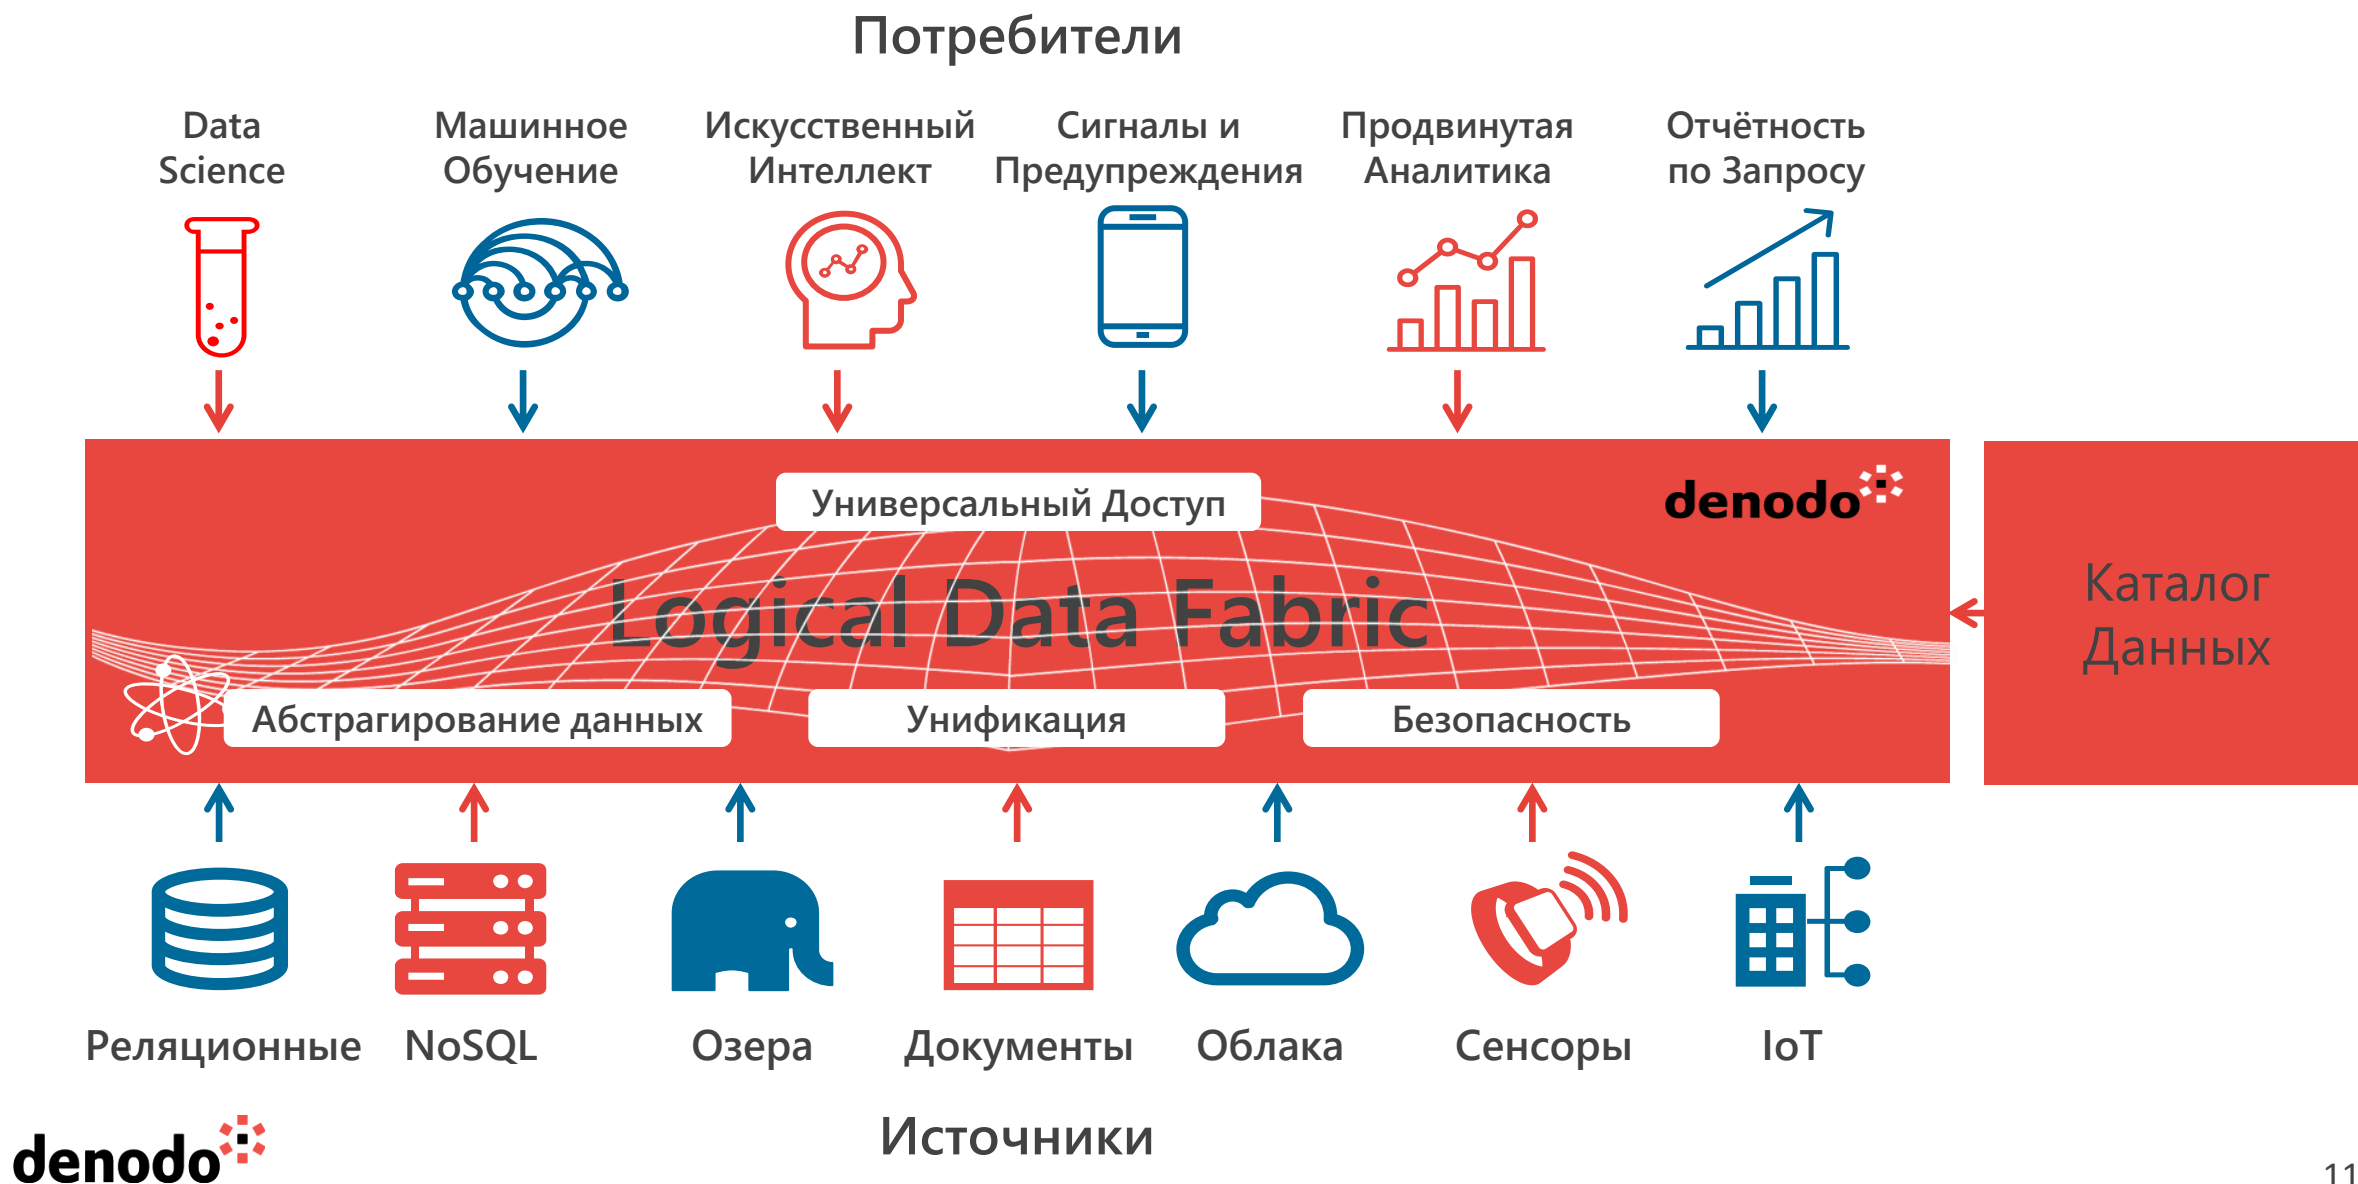 Потребители
Data
Science
Машинное
Обучение
Искусственный
Интеллект
Сигналы и
Предупреждения
Продвинутая
Аналитика
Отчётность
по Запросу
Универсальный Доступ
denodo
Logical Data Fabric
Каталог
Данных
Абстрагирование данных
Унификация
Безопасность
Реляционные
NoSQL
Озера
Документы
Облака
Сенсоры
IoT
Источники
denodo
11